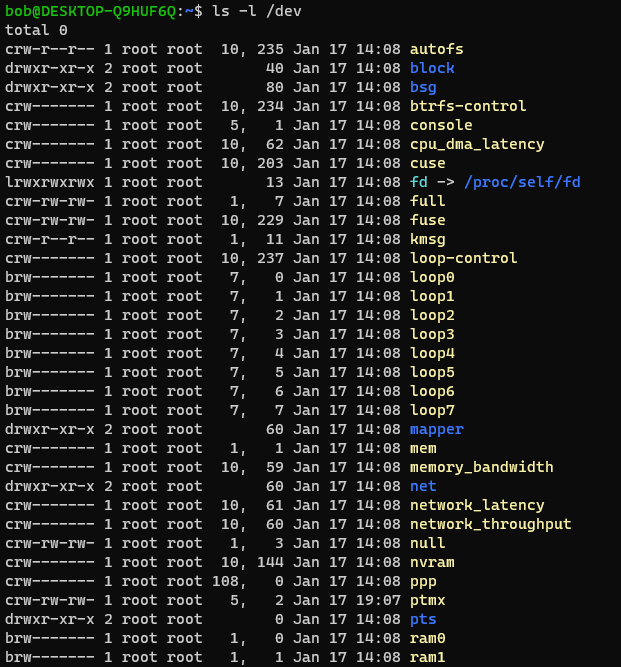 bob@DESKTOP-Q9HUF6Q:~$ ls -l /dev
total 0
crw-r--r-- 1 root root  10, 235 Jan 17 14:08 autofs
drwxr-xr-x 2 root root       40 Jan 17 14:08 block
drwxr-xr-x 2 root root       80 Jan 17 14:08 bsg
crw------- 1 root root  10, 234 Jan 17 14:08 btrfs-control
crw------- 1 root root   5,   1 Jan 17 14:08 console
crw------- 1 root root  10,  62 Jan 17 14:08 cpu_dma_latency
crw------- 1 root root  10, 203 Jan 17 14:08 cuse
lrwxrwxrwx 1 root root       13 Jan 17 14:08 fd -> /proc/self/fd
crw-rw-rw- 1 root root   1,   7 Jan 17 14:08 full
crw-rw-rw- 1 root root  10, 229 Jan 17 14:08 fuse
crw-r--r-- 1 root root   1,  11 Jan 17 14:08 kmsg
crw------- 1 root root  10, 237 Jan 17 14:08 loop-control
brw------- 1 root root   7,   0 Jan 17 14:08 loop0
brw------- 1 root root   7,   1 Jan 17 14:08 loop1
brw------- 1 root root   7,   2 Jan 17 14:08 loop2
brw------- 1 root root   7,   3 Jan 17 14:08 loop3
brw------- 1 root root   7,   4 Jan 17 14:08 loop4
brw------- 1 root root   7,   5 Jan 17 14:08 loop5
brw------- 1 root root   7,   6 Jan 17 14:08 loop6
brw------- 1 root root   7,   7 Jan 17 14:08 loop7
drwxr-xr-x 2 root root       60 Jan 17 14:08 mapper
crw------- 1 root root   1,   1 Jan 17 14:08 mem
crw------- 1 root root  10,  59 Jan 17 14:08 memory_bandwidth
drwxr-xr-x 2 root root       60 Jan 17 14:08 net
crw------- 1 root root  10,  61 Jan 17 14:08 network_latency
crw------- 1 root root  10,  60 Jan 17 14:08 network_throughput
crw-rw-rw- 1 root root   1,   3 Jan 17 14:08 null
crw------- 1 root root  10, 144 Jan 17 14:08 nvram
crw------- 1 root root 108,   0 Jan 17 14:08 ppp
crw-rw-rw- 1 root root   5,   2 Jan 17 19:07 ptmx
drwxr-xr-x 2 root root        0 Jan 17 14:08 pts
brw------- 1 root root   1,   0 Jan 17 14:08 ram0
brw------- 1 root root   1,   1 Jan 17 14:08 ram1